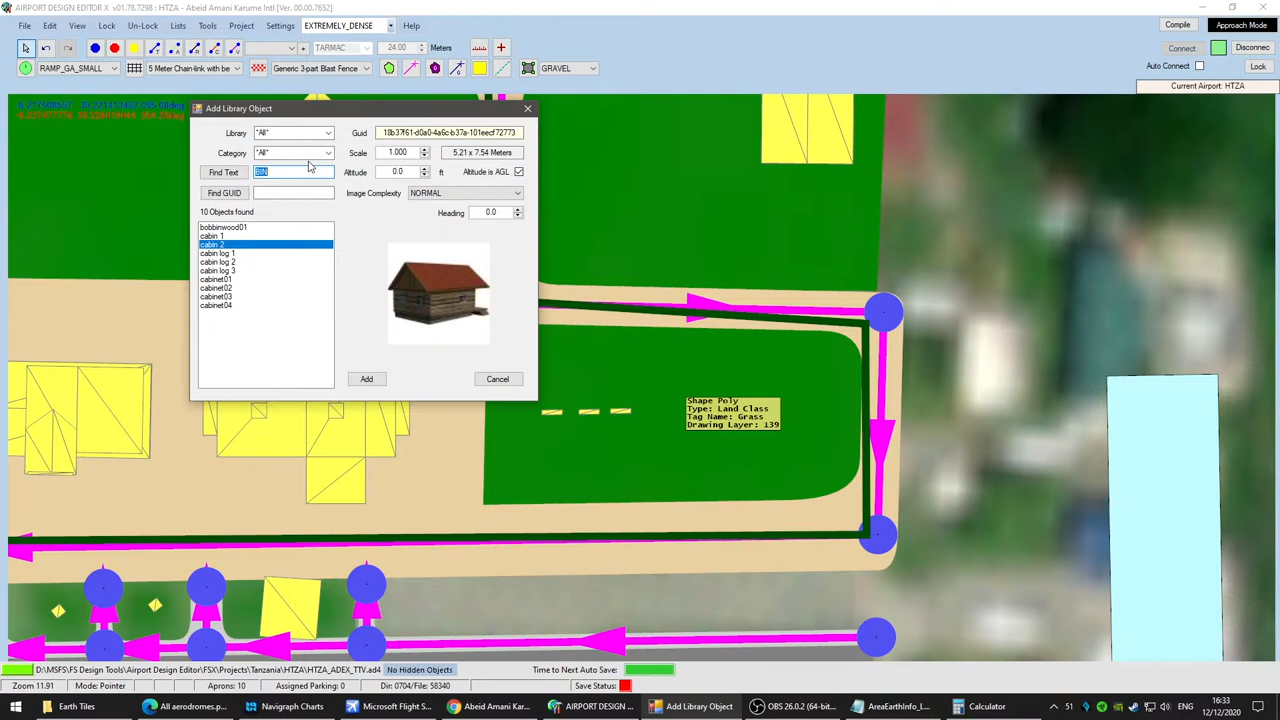 AIRPORT DESIGN EDITOR X v01.78.7298 : HTZA - Abeid Amani Karume Intl (Ver. 00.00.7652)
File Edit View Lock Un-Lock Lists Tools Project Settings EXTREMELY_DENSE Help Compile Approach Mode
TARMAC 24.00 Meters Connect Disconnec
RAMP_GA_SMALL 5 Meter Chain-link with be Generic 3-part Blast Fence GRAVEL Auto Connect Lock
Current Airport: HTZA
Add Library Object
Library *All* Guid 18b37f61-d0a0-4a6c-b37a-101eecf72773
Category *All* Scale 1.000 5.21 x 7.54 Meters
Find Text BIN Altitude 0.0 ft Altitude is AGL
Find GUID Image Complexity NORMAL
10 Objects found Heading 0.0
bobbinwood01
cabin 1
cabin 2
cabin log 1
cabin log 2
cabin log 3
cabinet01
cabinet02
cabinet03
cabinet04
Add Cancel
Shape Poly
Type: Land Class
Tag Name: Grass
Drawing Layer: 139
D:\MSFS\FS Design Tools\Airport Design Editor\FSX\Projects\Tanzania\HTZA\HTZA_ADEX_TTV.ad4 No Hidden Objects Time to Next Auto Save:
Zoom 11.91 Mode: Pointer Aprons: 10 Assigned Parking: 0 Dir: 0704/File: 58340 Save Status:
Earth Tiles All aerodromes.p... Navigraph Charts Microsoft Flight S... Abeid Amani Karu... AIRPORT DESIGN ... Add Library Object OBS 26.0.2 (64-bit... AreaEarthInfo_L... Calculator 51 ENG 16:33
12/12/2020